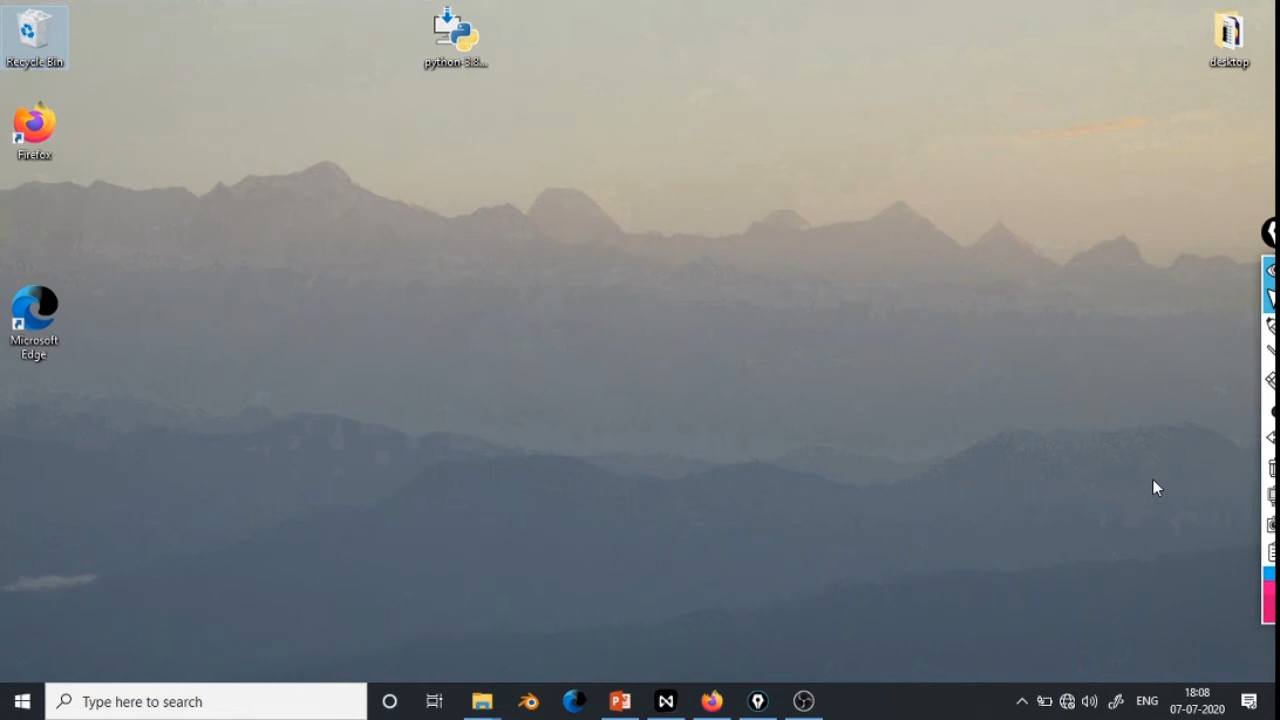 Recycle Bin
python-3.8...
desktop
Firefox
Microsoft
Edge
Type here to search
ENG
18:08
07-07-2020